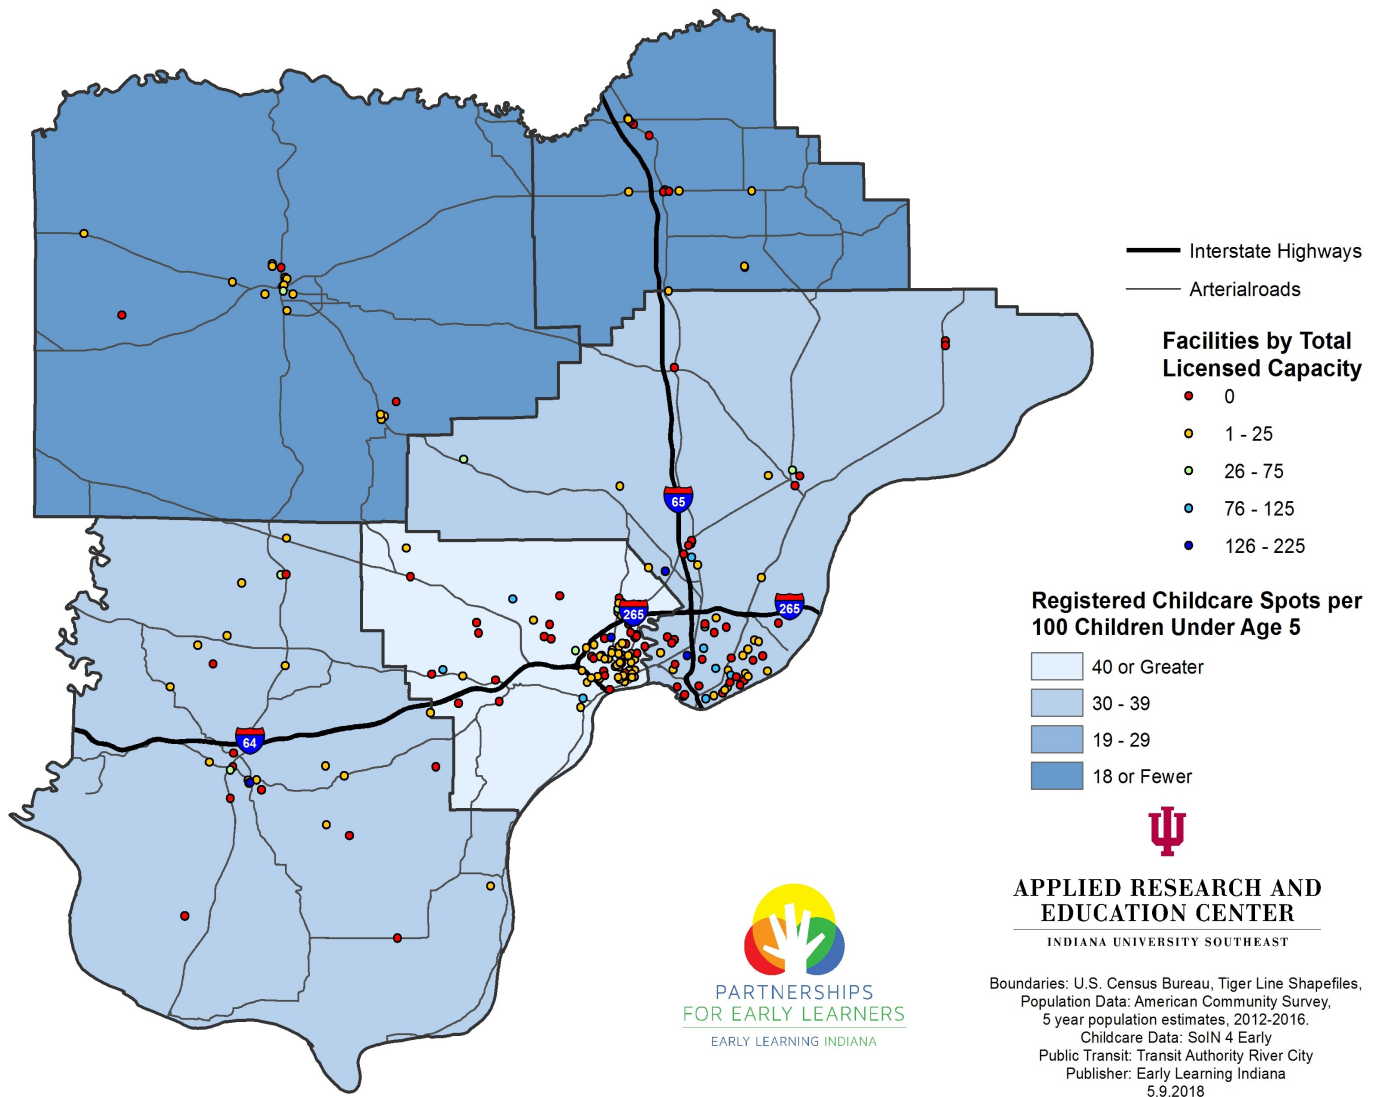 Interstate Highways
Arterialroads
Facilities by Total
Licensed Capacity
0
1 - 25
26 - 75
76 - 125
126 - 225
Registered Childcare Spots per
100 Children Under Age 5
40 or Greater
30 - 39
19 - 29
18 or Fewer
65
265
265
64
APPLIED RESEARCH AND
EDUCATION CENTER
INDIANA UNIVERSITY SOUTHEAST
PARTNERSHIPS
FOR EARLY LEARNERS
EARLY LEARNING INDIANA
Boundaries: U.S. Census Bureau, Tiger Line Shapefiles,
Population Data: American Community Survey,
5 year population estimates, 2012-2016.
Childcare Data: SoIN 4 Early
Public Transit: Transit Authority River City
Publisher: Early Learning Indiana
5.9.2018